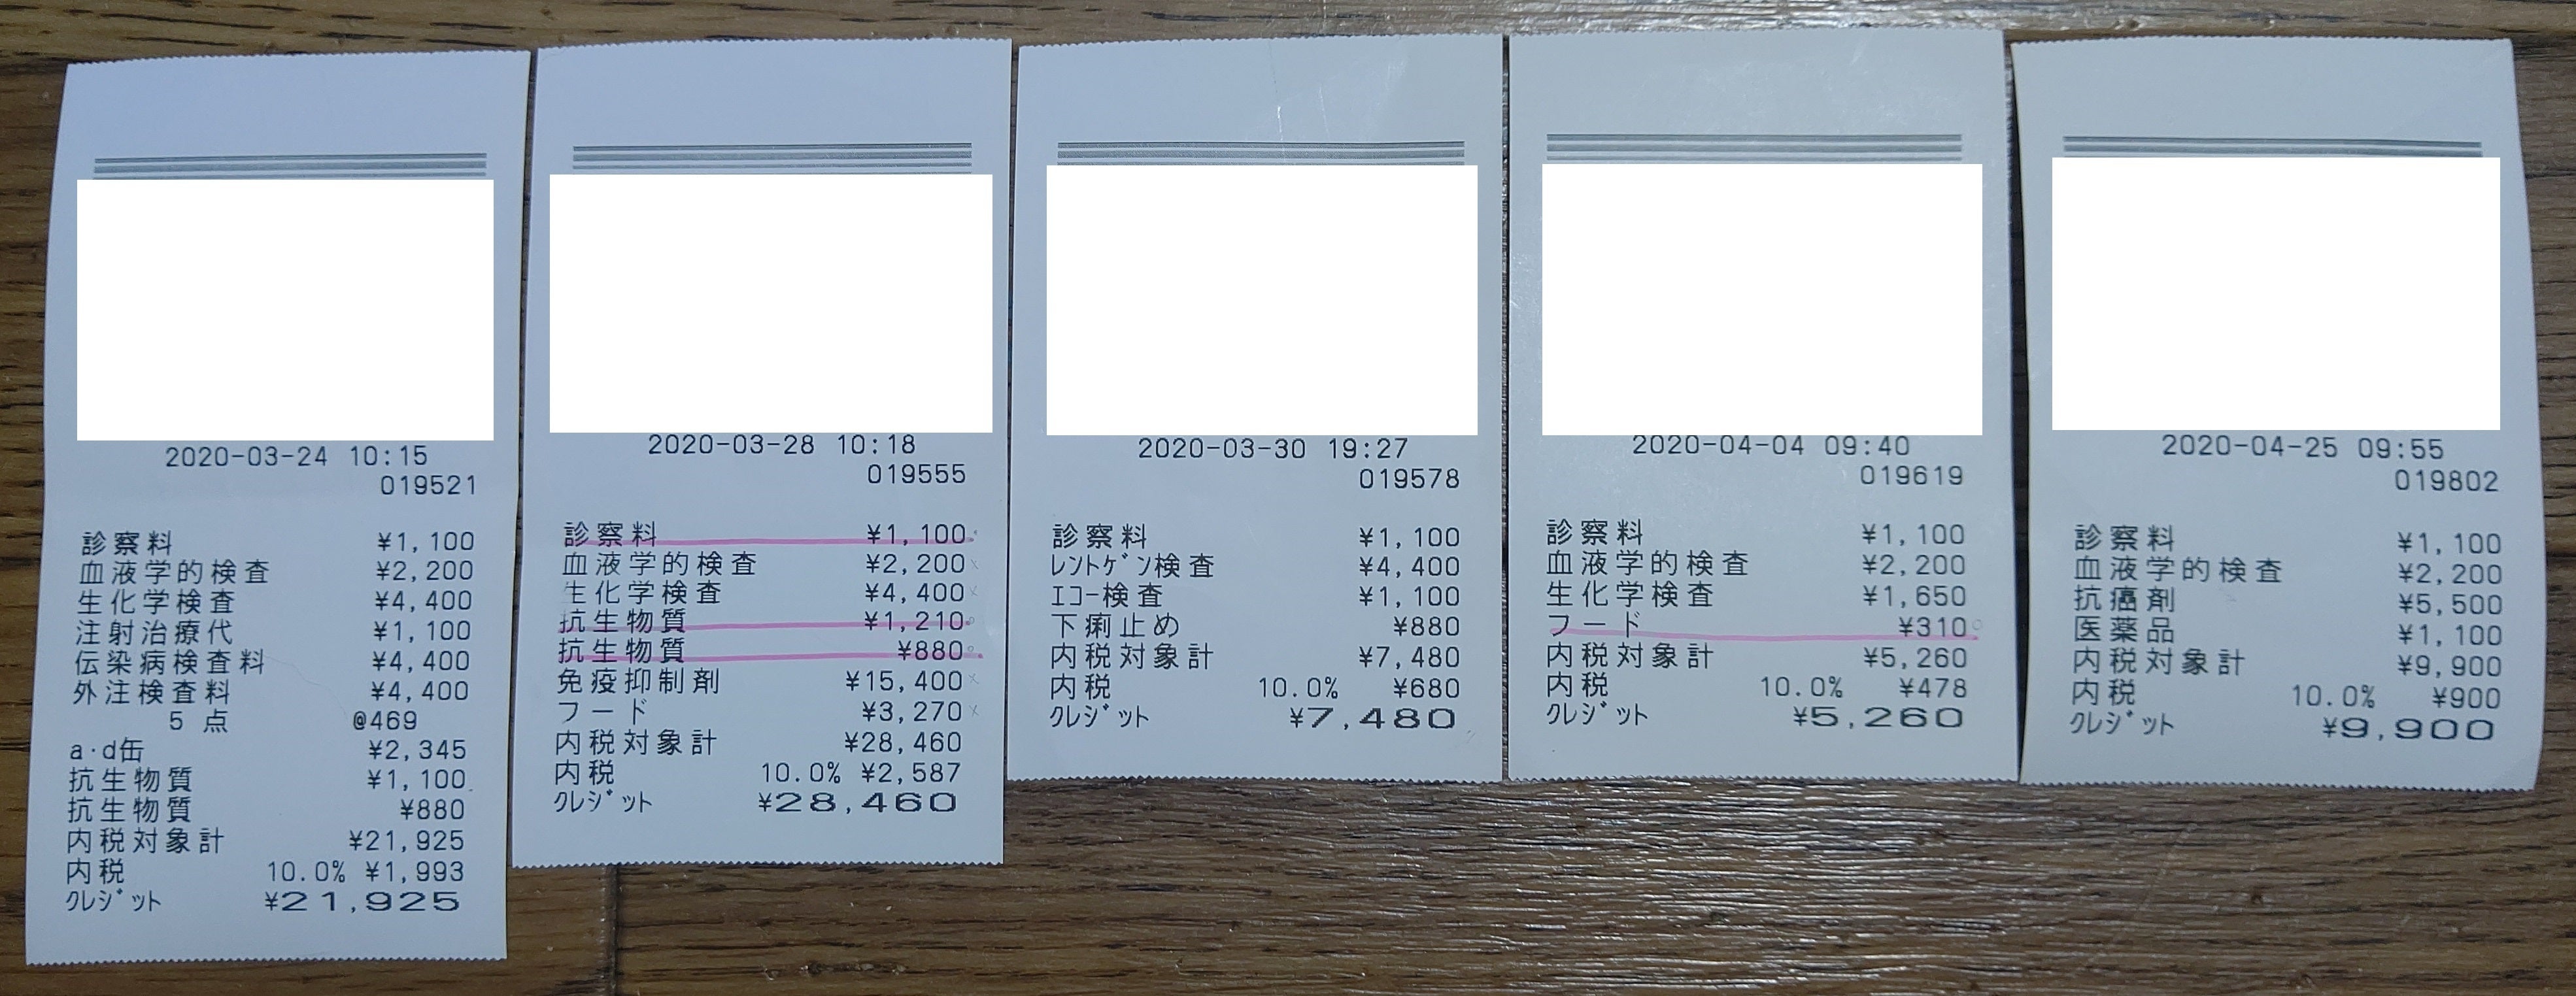 2020-03-24 10:15
019521
診察料 ¥1,100
血液学的検査 ¥2,200
生化学検査 ¥4,400
注射治療代 ¥1,100
伝染病検査料 ¥4,400
外注検査料 ¥4,400
5点 @469
a・d缶 ¥2,345
抗生物質 ¥1,100
抗生物質 ¥880
内税対象計 ¥21,925
内税 10.0% ¥1,993
クレジット ¥21,925
2020-03-28 10:18
019555
診察料 ¥1,100
血液学的検査 ¥2,200
生化学検査 ¥4,400
抗生物質 ¥1,210
抗生物質 ¥880
免疫抑制剤 ¥15,400
フード ¥3,270
内税対象計 ¥28,460
内税 10.0% ¥2,587
クレジット ¥28,460
2020-03-30 19:27
019578
診察料 ¥1,100
レントゲン検査 ¥4,400
エコー検査 ¥1,100
下痢止め ¥880
内税対象計 ¥7,480
内税 10.0% ¥680
クレジット ¥7,480
2020-04-04 09:40
019619
診察料 ¥1,100
血液学的検査 ¥2,200
生化学検査 ¥1,650
フード ¥310
内税対象計 ¥5,260
内税 10.0% ¥478
クレジット ¥5,260
2020-04-25 09:55
019802
診察料 ¥1,100
血液学的検査 ¥2,200
抗癌剤 ¥5,500
医薬品 ¥1,100
内税対象計 ¥9,900
内税 10.0% ¥900
クレジット ¥9,900